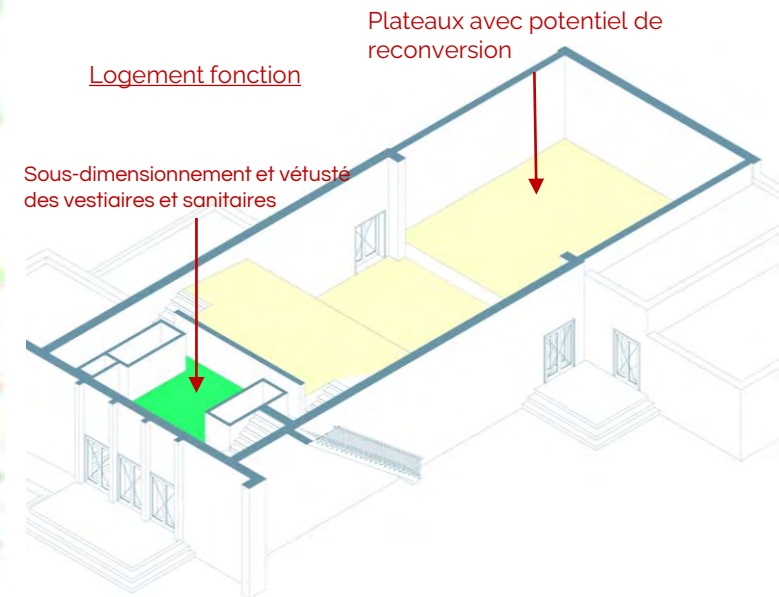 Plateaux avec potentiel de
reconversion
Logement fonction
Sous-dimensionnement et vétusté
des vestiaires et sanitaires